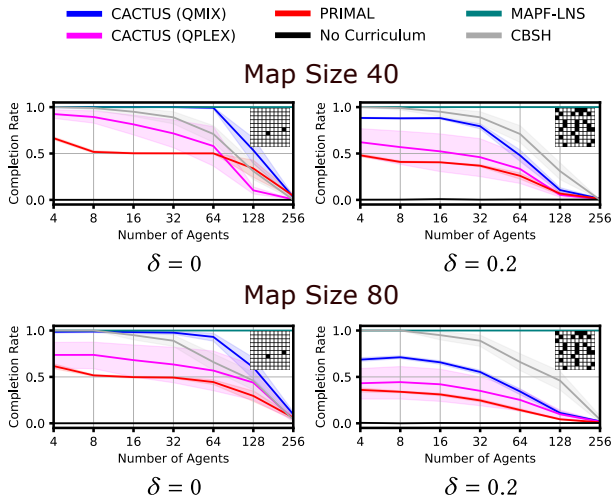 CACTUS (QMIX) PRIMAL MAPF-LNS
CACTUS (QPLEX) No Curriculum CBSH
Map Size 40
Completion Rate
1.0
0.5
0.0
4 8 16 32 64 128 256
Number of Agents
δ = 0
Completion Rate
1.0
0.5
0.0
4 8 16 32 64 128 256
Number of Agents
δ = 0.2
Map Size 80
Completion Rate
1.0
0.5
0.0
4 8 16 32 64 128 256
Number of Agents
δ = 0
Completion Rate
1.0
0.5
0.0
4 8 16 32 64 128 256
Number of Agents
δ = 0.2